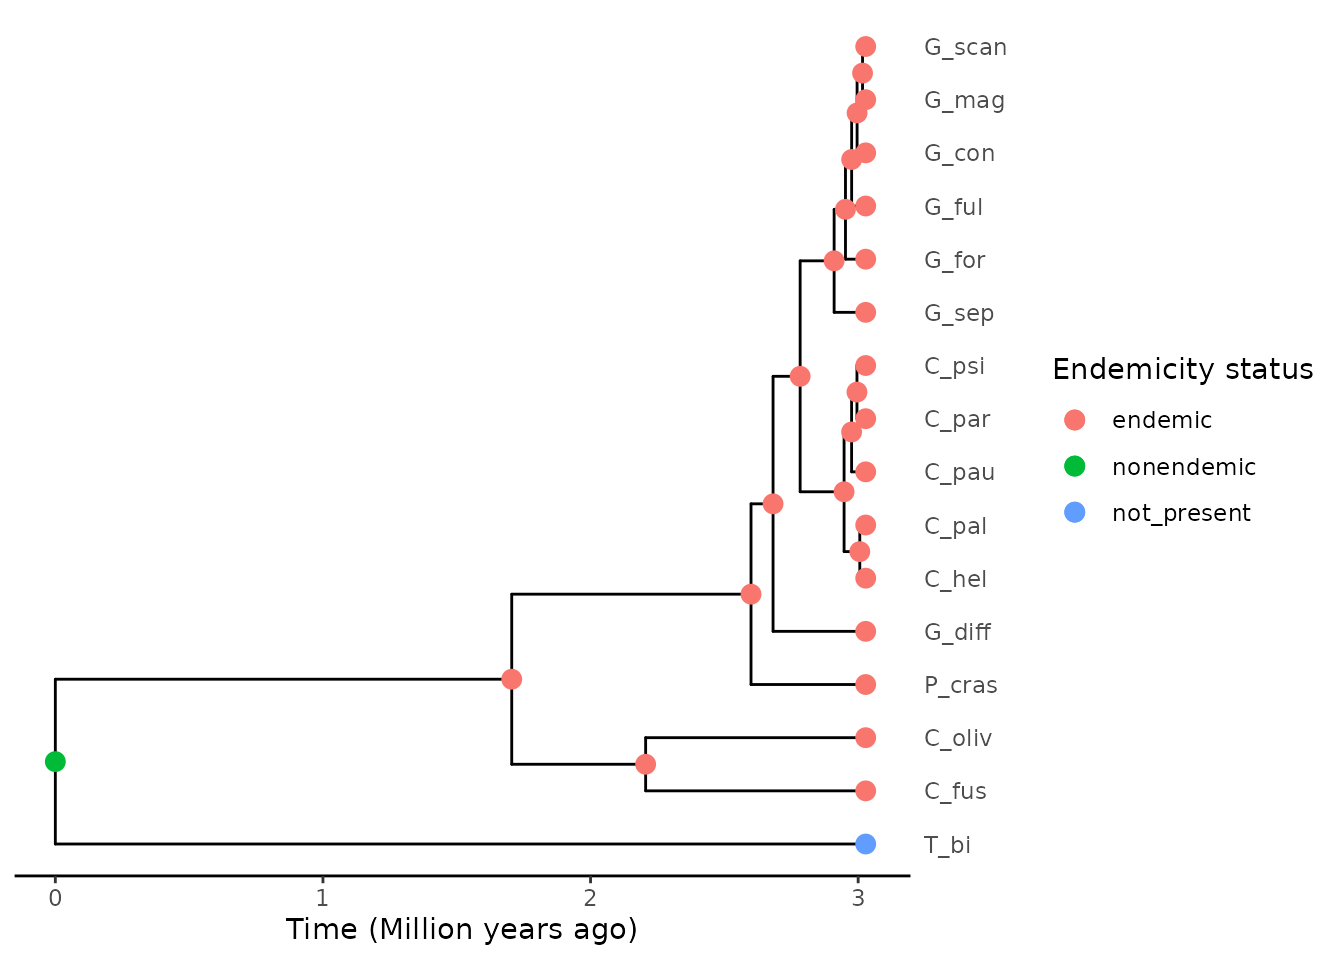 G_scan
G_mag
G_con
G_ful
G_for
G_sep
C_psi
C_par
C_pau
C_pal
C_hel
G_diff
P_cras
C_oliv
C_fus
T_bi
Endemicity status
endemic
nonendemic
not_present
0 1 2 3
Time (Million years ago)